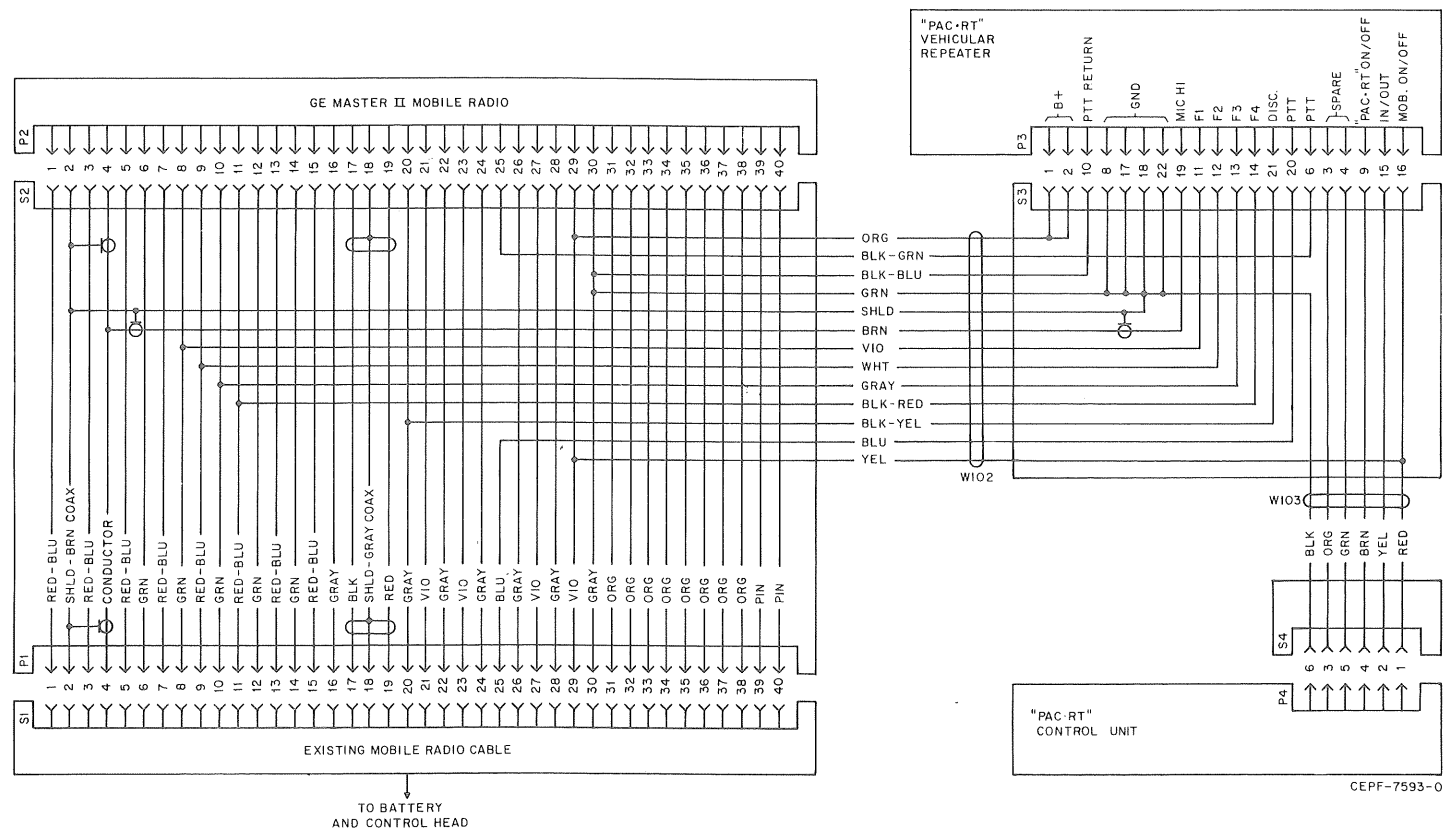 "PAC•RT"
VEHICULAR
REPEATER
B+
PTT RETURN
GND
MIC HI
F1
F2
F3
F4
DISC.
PTT
PTT
SPARE
"PAC-RT" ON/OFF
IN/OUT
MOB. ON/OFF
P3
1 2 10 8 17 18 22 19 11 12 13 14 21 20 6 3 4 9 15 16
S3
GE MASTER II MOBILE RADIO
P2
1 2 3 4 5 6 7 8 9 10 11 12 13 14 15 16 17 18 19 20 21 22 23 24 25 26 27 28 29 30 31 32 33 34 35 36 37 38 39 40
S2
ORG
BLK-GRN
BLK-BLU
GRN
SHLD
BRN
VIO
WHT
GRAY
BLK-RED
BLK-YEL
BLU
YEL
W102
W103
RED-BLU
SHLD-BRN COAX
RED-BLU
CONDUCTOR
RED-BLU
GRN
RED-BLU
GRN
RED-BLU
GRN
RED-BLU
GRN
RED-BLU
GRN
RED-BLU
GRAY
BLK
SHLD-GRAY COAX
RED
GRAY
VIO
GRAY
VIO
GRAY
BLU
GRAY
VIO
GRAY
VIO
GRAY
ORG
ORG
ORG
ORG
ORG
ORG
ORG
ORG
PIN
PIN
BLK
ORG
GRN
BRN
YEL
RED
P1
1 2 3 4 5 6 7 8 9 10 11 12 13 14 15 16 17 18 19 20 21 22 23 24 25 26 27 28 29 30 31 32 33 34 35 36 37 38 39 40
S1
EXISTING MOBILE RADIO CABLE
TO BATTERY
AND CONTROL HEAD
S4
6 3 5 4 2 1
P4
"PAC·RT"
CONTROL UNIT
CEPF-7593-0